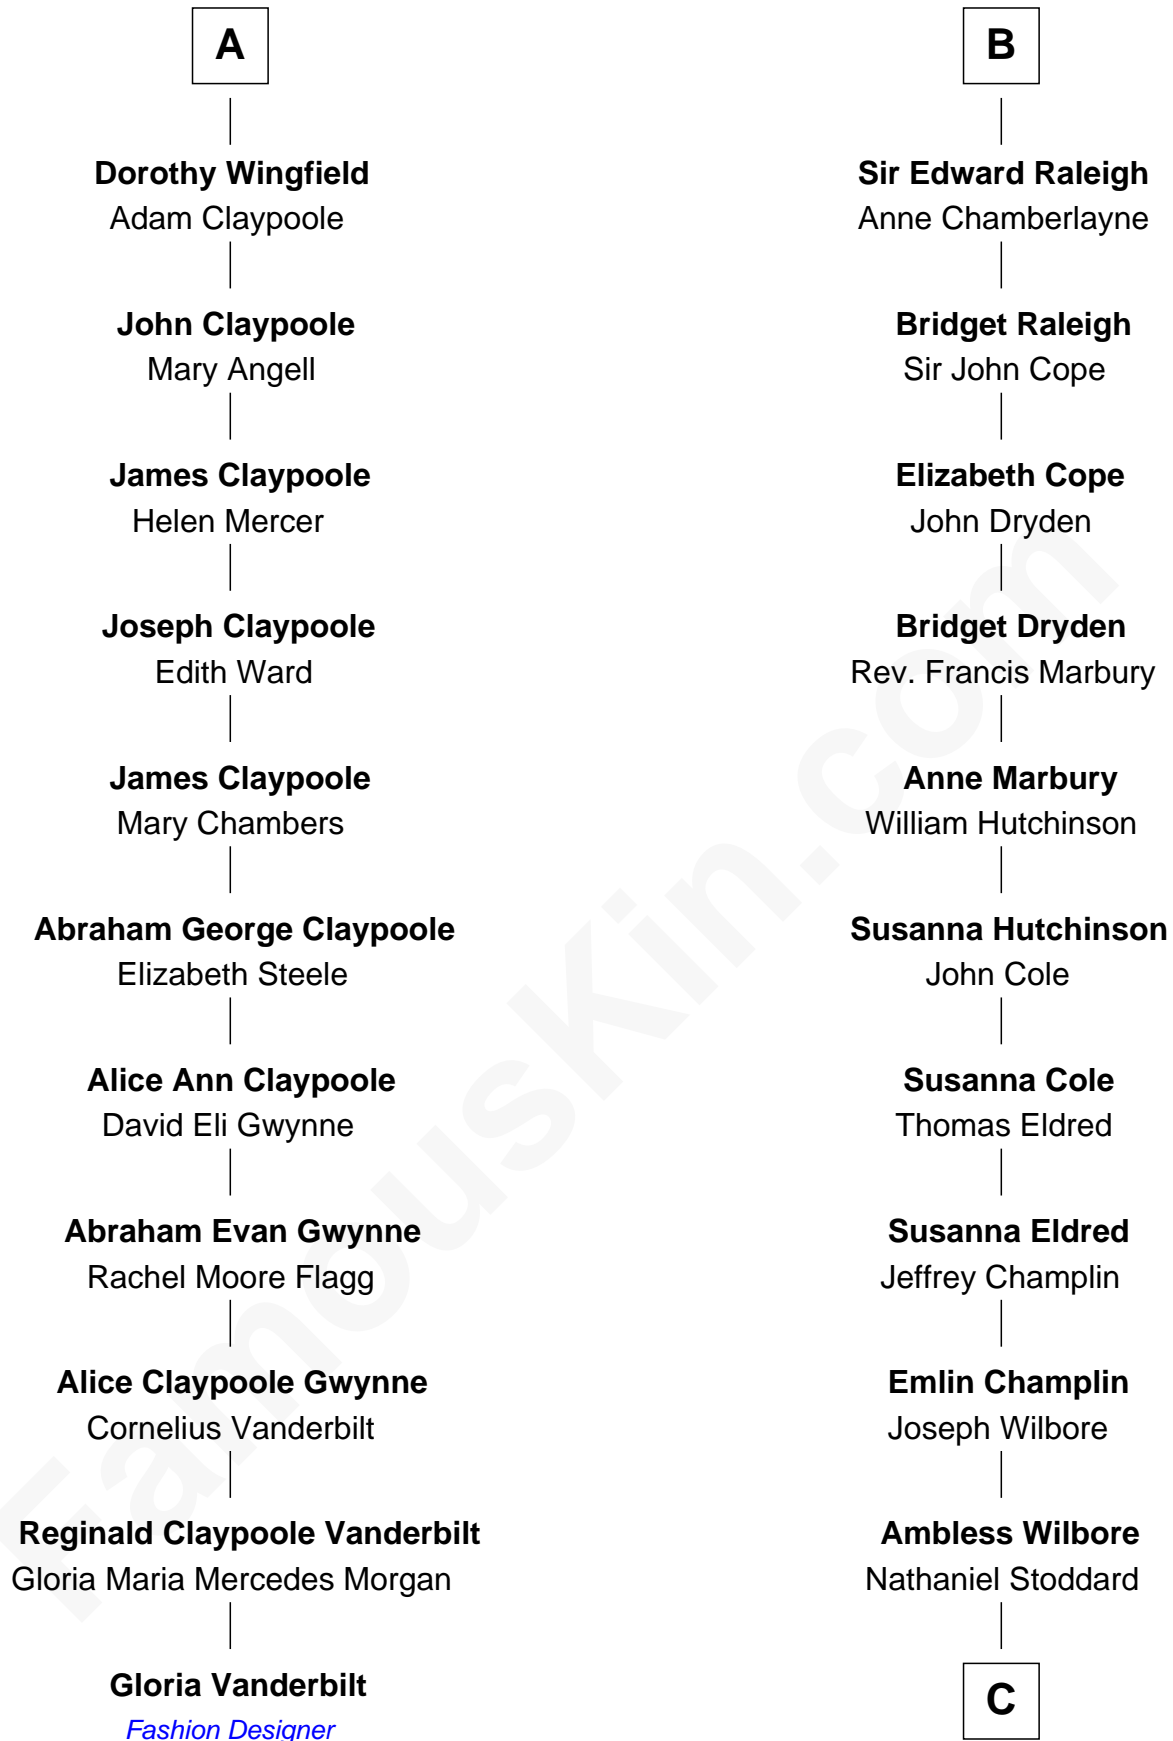 A
Dorothy Wingfield
Adam Claypoole
John Claypoole
Mary Angell
James Claypoole
Helen Mercer
Joseph Claypoole
Edith Ward
James Claypoole
Mary Chambers
Abraham George Claypoole
Elizabeth Steele
Alice Ann Claypoole
David Eli Gwynne
Abraham Evan Gwynne
Rachel Moore Flagg
Alice Claypoole Gwynne
Cornelius Vanderbilt
Reginald Claypoole Vanderbilt
Gloria Maria Mercedes Morgan
Gloria Vanderbilt
Fashion Designer
B
Sir Edward Raleigh
Anne Chamberlayne
Bridget Raleigh
Sir John Cope
Elizabeth Cope
John Dryden
Bridget Dryden
Rev. Francis Marbury
Anne Marbury
William Hutchinson
Susanna Hutchinson
John Cole
Susanna Cole
Thomas Eldred
Susanna Eldred
Jeffrey Champlin
Emlin Champlin
Joseph Wilbore
Ambless Wilbore
Nathaniel Stoddard
C
FamousKin.com